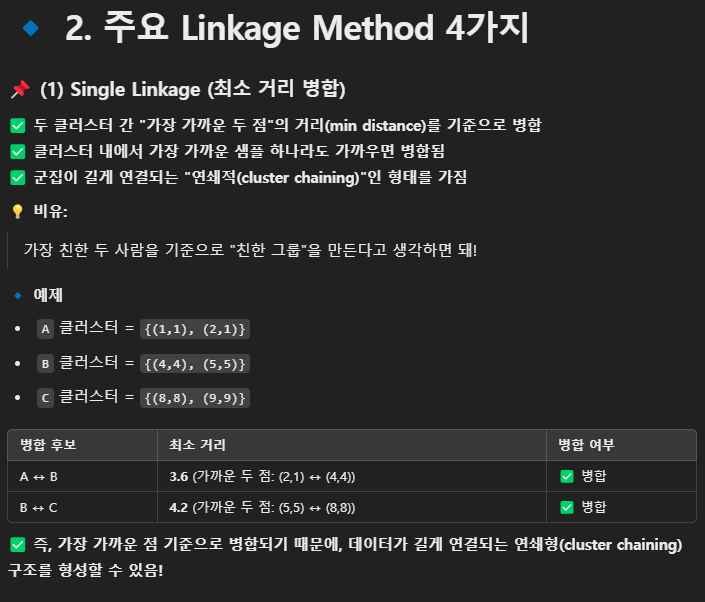 🔹 2. 주요 Linkage Method 4가지
📌 (1) Single Linkage (최소 거리 병합)
✅ 두 클러스터 간 "가장 가까운 두 점"의 거리(min distance)를 기준으로 병합
✅ 클러스터 내에서 가장 가까운 샘플 하나라도 가까우면 병합됨
✅ 군집이 길게 연결되는 "연쇄적(cluster chaining)"인 형태를 가짐
💡 비유:
가장 친한 두 사람을 기준으로 "친한 그룹"을 만든다고 생각하면 돼!
🔹 예제
• A 클러스터 = {(1,1), (2,1)}
• B 클러스터 = {(4,4), (5,5)}
• C 클러스터 = {(8,8), (9,9)}
병합 후보 최소 거리 병합 여부
A ↔ B 3.6 (가까운 두 점: (2,1) ↔ (4,4)) ✅ 병합
B ↔ C 4.2 (가까운 두 점: (5,5) ↔ (8,8)) ✅ 병합
✅ 즉, 가장 가까운 점 기준으로 병합되기 때문에, 데이터가 길게 연결되는 연쇄형(cluster chaining)
구조를 형성할 수 있음!